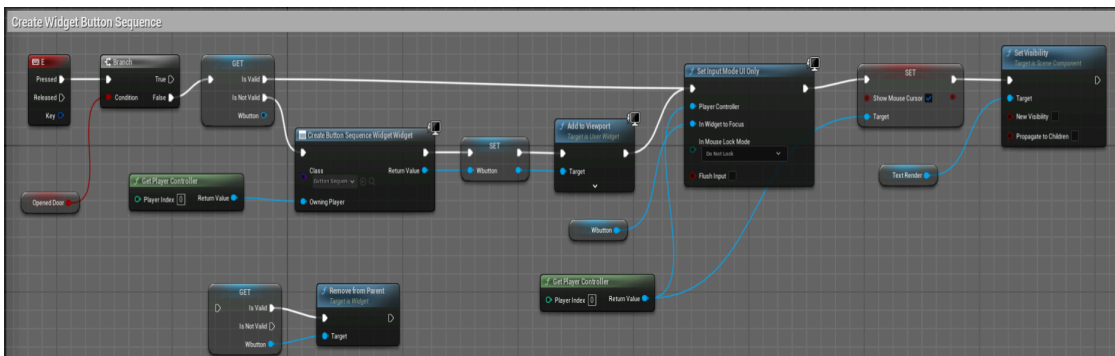 Create Widget Button Sequence
E
Pressed
Released
Key
Branch
True
Condition False
GET
Is Valid
Is Not Valid
Wbutton
Opened Door
Get Player Controller
Player Index 0 Return Value
Create Button Sequence Widget Widget
Class Return Value
Button Sequen
Owning Player
SET
Wbutton
Add to Viewport
Target is User Widget
Target
Wbutton
Set Input Mode UI Only
Player Controller
In Widget to Focus
In Mouse Lock Mode
Do Not Lock
Flush Input
SET
Show Mouse Cursor
Target
Set Visibility
Target is Scene Component
Target
New Visibility
Propagate to Children
Text Render
GET
Is Valid
Is Not Valid
Wbutton
Remove from Parent
Target is Widget
Target
Get Player Controller
Player Index 0 Return Value